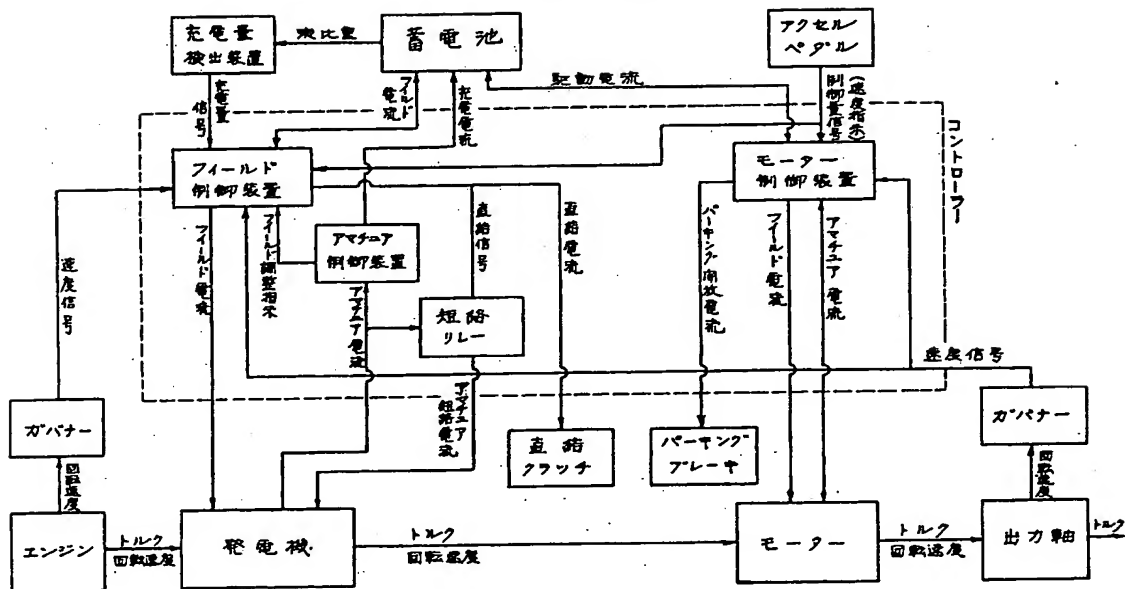 充電量
検出装置
液比重
蓄電池
アクセル
ペダル
充電量
信号
フィールド
電流
充電電流
駆動電流
制御量信号
(速度指示)
コントローラー
フィールド
制御装置
モーター
制御装置
アマチュア
制御装置
フィールド電流
フィールド調整指示
アマチュア電流
直結信号
直結電流
パーキング開放電流
フィールド電流
アマチュア電流
速度信号
短絡
リレー
アマチュア
短絡電流
速度信号
ガバナー
直結
クラッチ
パーキング
ブレーキ
ガバナー
回転速度
回転速度
エンジン
トルク
回転速度
発電機
トルク
回転速度
モーター
トルク
回転速度
出力軸
トルク